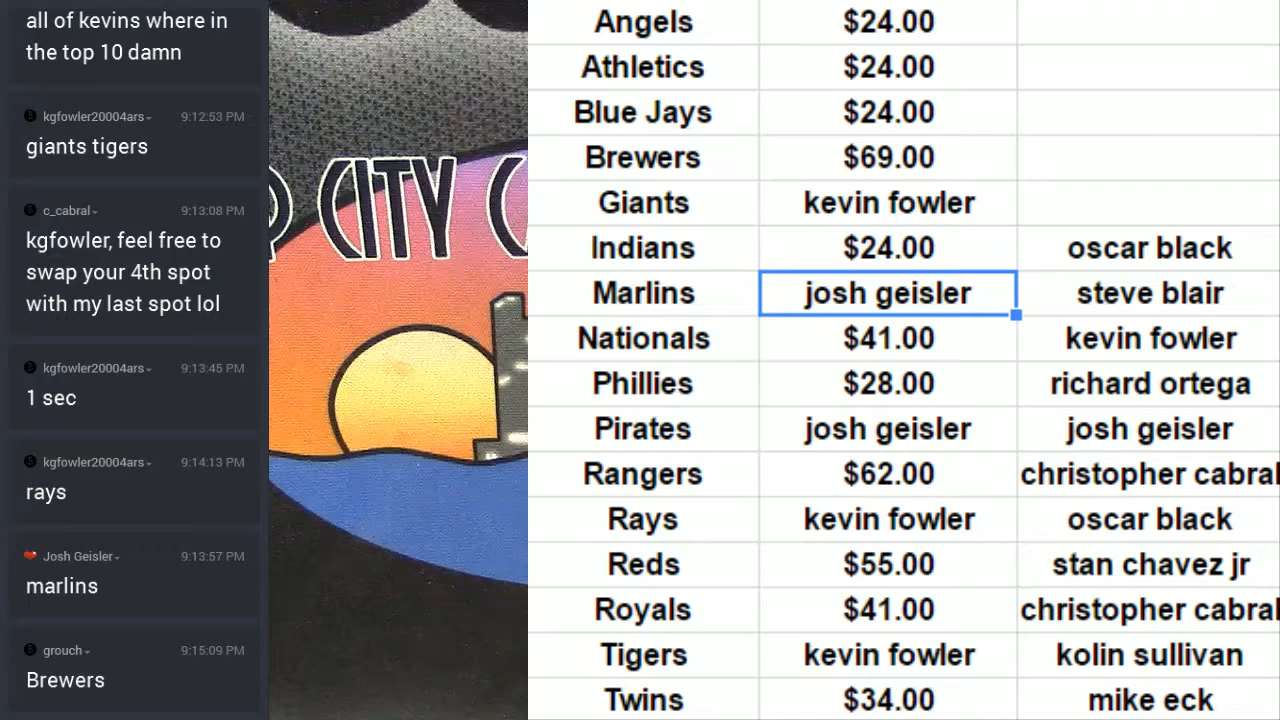 all of kevins where in
the top 10 damn
kgfowler20004ars 9:12:53 PM
giants tigers
c_cabral 9:13:08 PM
kgfowler, feel free to
swap your 4th spot
with my last spot lol
kgfowler20004ars 9:13:45 PM
1 sec
kgfowler20004ars 9:14:13 PM
rays
Josh Geisler 9:13:57 PM
marlins
grouch 9:15:09 PM
Brewers
CITY
Angels $24.00
Athletics $24.00
Blue Jays $24.00
Brewers $69.00
Giants kevin fowler
Indians $24.00 oscar black
Marlins josh geisler steve blair
Nationals $41.00 kevin fowler
Phillies $28.00 richard ortega
Pirates josh geisler josh geisler
Rangers $62.00 christopher cabral
Rays kevin fowler oscar black
Reds $55.00 stan chavez jr
Royals $41.00 christopher cabral
Tigers kevin fowler kolin sullivan
Twins $34.00 mike eck